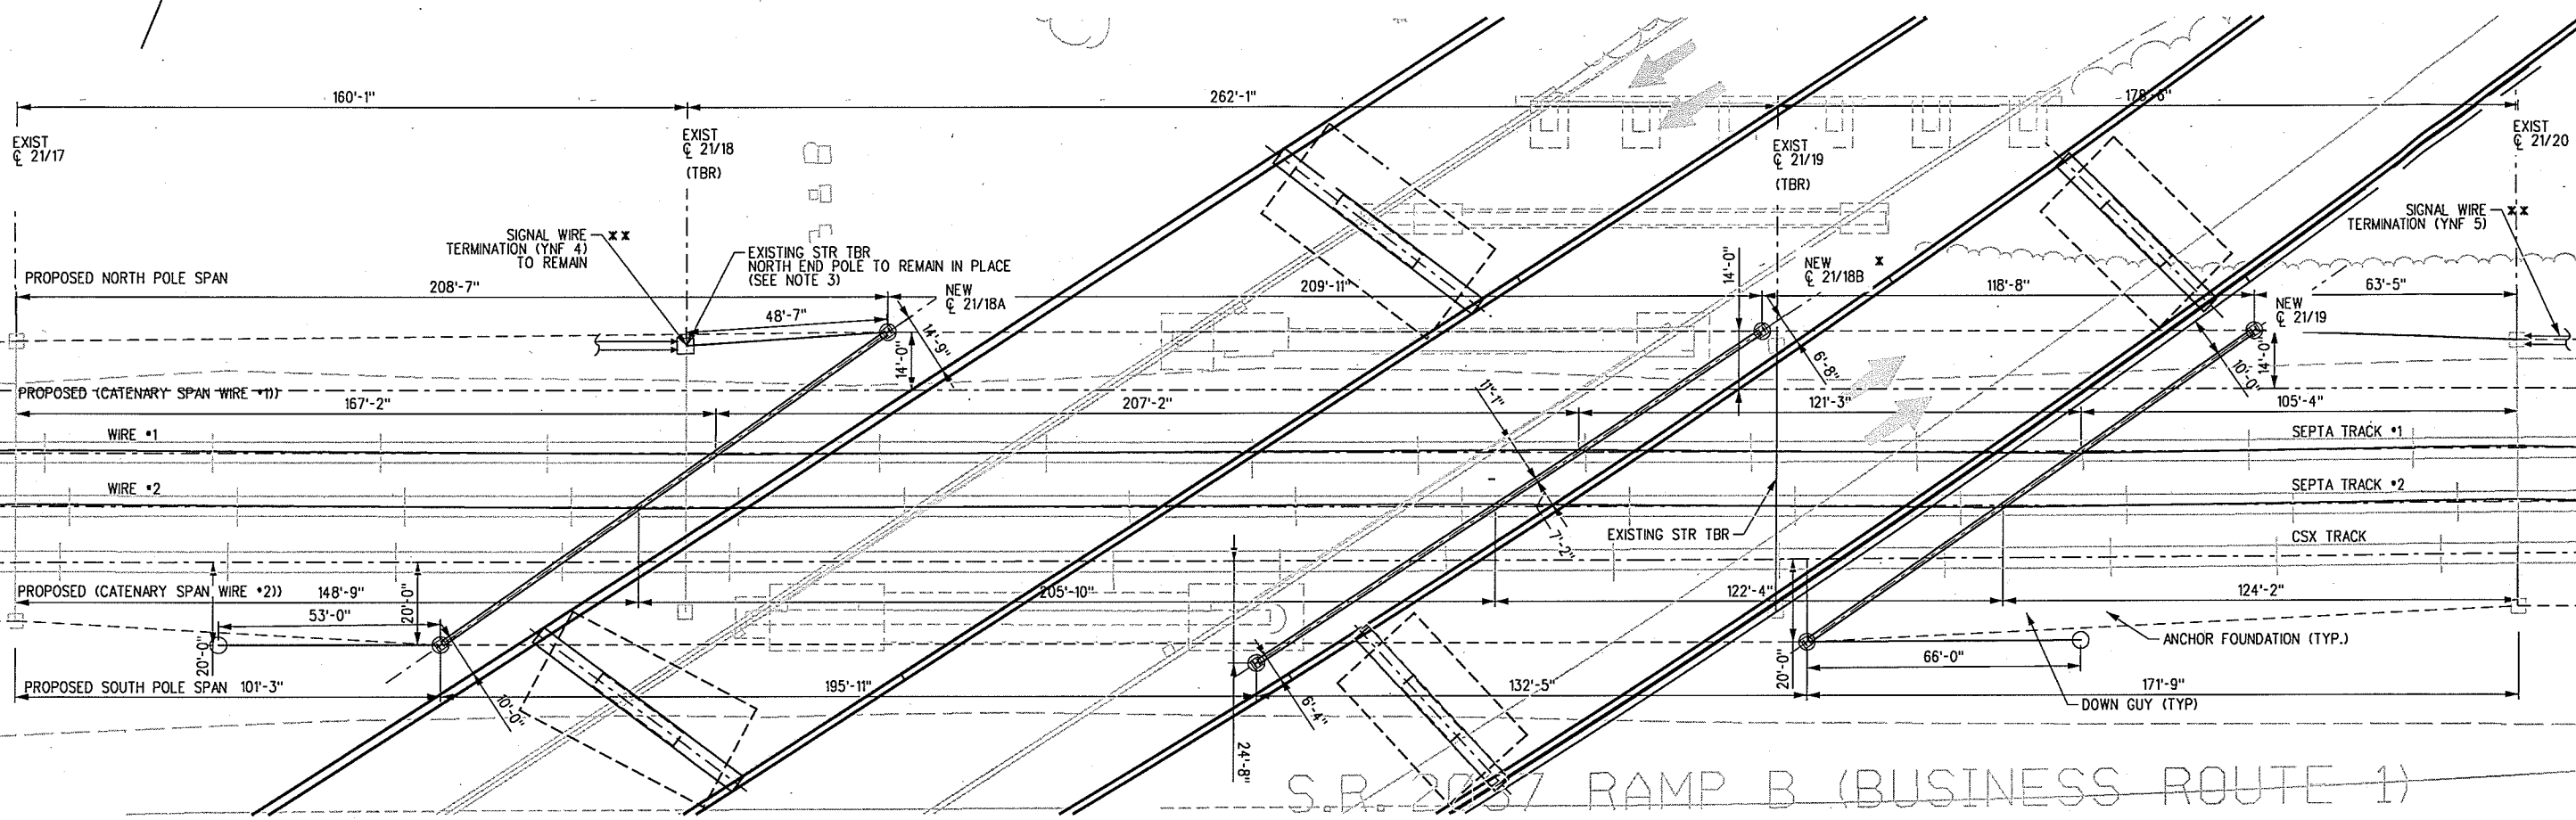 160'-1"
262'-1"
178'-6"
EXIST
℄ 21/17
EXIST
℄ 21/18
(TBR)
EXIST
℄ 21/19
(TBR)
EXIST
℄ 21/20
SIGNAL WIRE
TERMINATION (YNF 4)
TO REMAIN
EXISTING STR TBR
NORTH END POLE TO REMAIN IN PLACE
(SEE NOTE 3)
SIGNAL WIRE
TERMINATION (YNF 5)
PROPOSED NORTH POLE SPAN
208'-7"
NEW
℄ 21/18A
209'-11"
14'-0"
NEW
℄ 21/18B
118'-8"
63'-5"
NEW
℄ 21/19
48'-7"
14'-9"
14'-0"
6'-8"
10'-0"
14'-0"
PROPOSED (CATENARY SPAN WIRE #1))
167'-2"
207'-2"
11'-1"
121'-3"
105'-4"
WIRE #1
SEPTA TRACK #1
WIRE #2
SEPTA TRACK #2
7'-2"
EXISTING STR TBR
CSX TRACK
PROPOSED (CATENARY SPAN WIRE #2))
148'-9"
205'-10"
122'-4"
124'-2"
53'-0"
20'-0"
20'-0"
ANCHOR FOUNDATION (TYP.)
66'-0"
20'-0"
PROPOSED SOUTH POLE SPAN 101'-3"
195'-11"
132'-5"
171'-9"
10'-0"
6'-4"
DOWN GUY (TYP)
24'-8"
S.R. 2037 RAMP B (BUSINESS ROUTE 1)